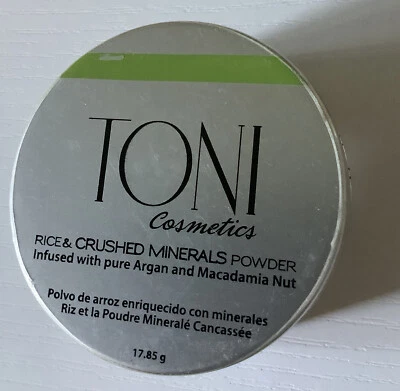 TONI
Cosmetics
RICE & CRUSHED MINERALS POWDER
Infused with pure Argan and Macadamia Nut
Polvo de arroz enriquecido con minerales
Riz et la Poudre Mineralé Cancassée
17.85 g